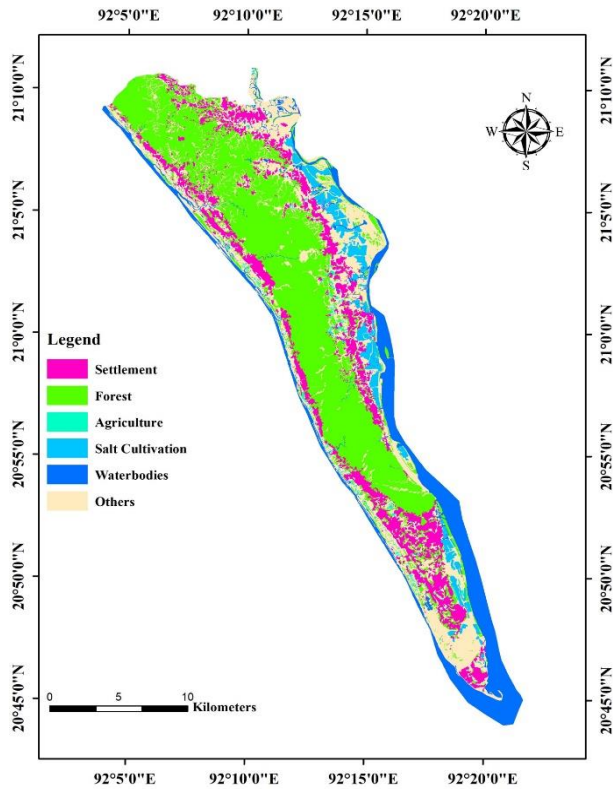 92°5'0"E 92°10'0"E 92°15'0"E 92°20'0"E
21°10'0"N 21°10'0"N
N
W E
S
21°5'0"N 21°5'0"N
21°0'0"N 21°0'0"N
Legend
Settlement
Forest
Agriculture
Salt Cultivation
Waterbodies
Others
20°55'0"N 20°55'0"N
20°50'0"N 20°50'0"N
0 5 10
Kilometers
20°45'0"N 20°45'0"N
92°5'0"E 92°10'0"E 92°15'0"E 92°20'0"E